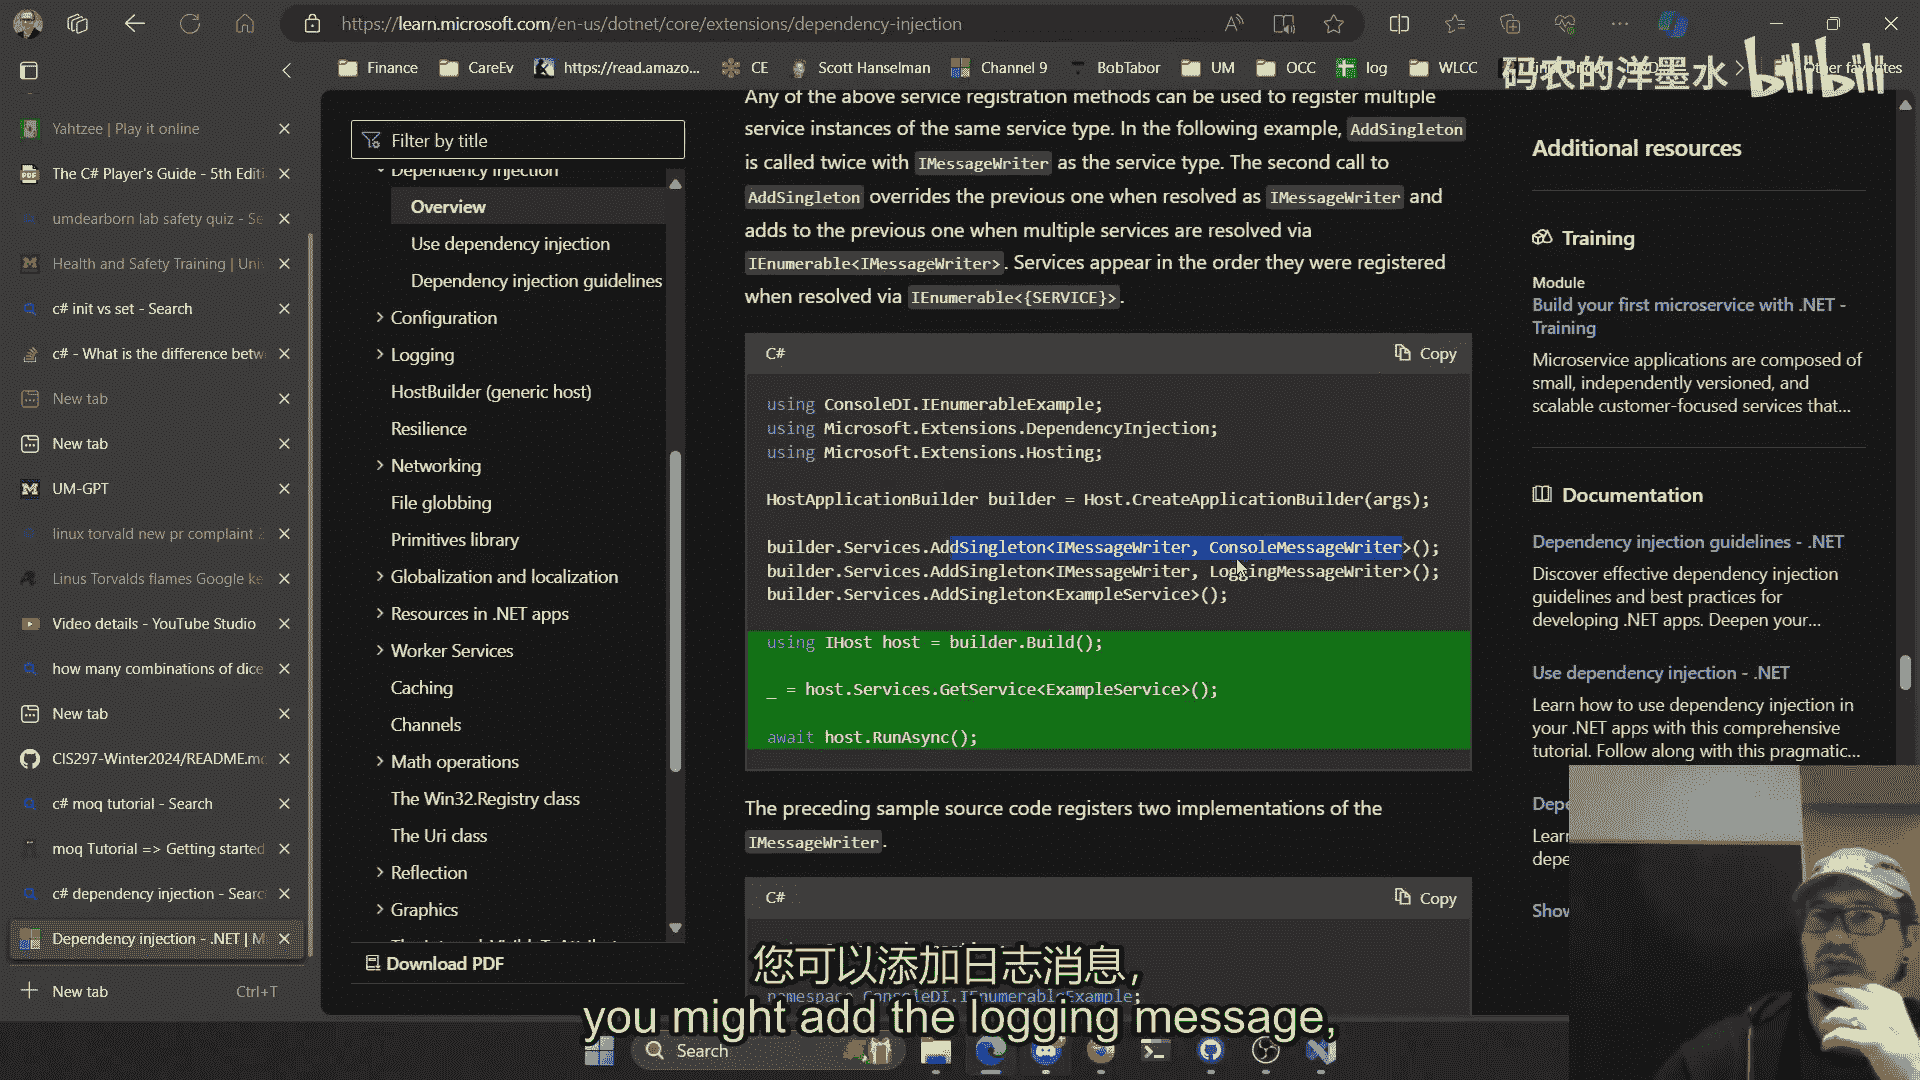 https://learn.microsoft.com/en-us/dotnet/core/extensions/dependency-injection
Finance
CareEv
https://read.amazo...
CE
Scott Hanselman
Channel 9
BobTabor
UM
OCC
log
WLCC
Other favorites
码农的洋墨水
bilibili
Yahtzee | Play it online
The C# Player's Guide - 5th Editi
umdearborn lab safety quiz - Se
Health and Safety Training | Univ
c# init vs set - Search
c# - What is the difference betw
New tab
New tab
UM-GPT
linux torvald new pr complaint 2
Linus Torvalds flames Google ke
Video details - YouTube Studio
how many combinations of dice
New tab
CIS297-Winter2024/README.md
c# moq tutorial - Search
moq Tutorial => Getting started
c# dependency injection - Searc
Dependency injection - .NET | M
New tab
Ctrl+T
Filter by title
Dependency injection
Overview
Use dependency injection
Dependency injection guidelines
Configuration
Logging
HostBuilder (generic host)
Resilience
Networking
File globbing
Primitives library
Globalization and localization
Resources in .NET apps
Worker Services
Caching
Channels
Math operations
The Win32.Registry class
The Uri class
Reflection
Graphics
Download PDF
Any of the above service registration methods can be used to register multiple
service instances of the same service type. In the following example, AddSingleton
is called twice with IMessageWriter as the service type. The second call to
AddSingleton overrides the previous one when resolved as IMessageWriter and
adds to the previous one when multiple services are resolved via
IEnumerable<IMessageWriter>. Services appear in the order they were registered
when resolved via IEnumerable<{SERVICE}>.
C#
Copy
using ConsoleDI.IEnumerableExample;
using Microsoft.Extensions.DependencyInjection;
using Microsoft.Extensions.Hosting;
HostApplicationBuilder builder = Host.CreateApplicationBuilder(args);
builder.Services.AddSingleton<IMessageWriter, ConsoleMessageWriter>();
builder.Services.AddSingleton<IMessageWriter, LoggingMessageWriter>();
builder.Services.AddSingleton<ExampleService>();
using IHost host = builder.Build();
_ = host.Services.GetService<ExampleService>();
await host.RunAsync();
The preceding sample source code registers two implementations of the
IMessageWriter.
C#
Copy
namespace ConsoleDI.IEnumerableExample;
Additional resources
Training
Module
Build your first microservice with .NET -
Training
Microservice applications are composed of
small, independently versioned, and
scalable customer-focused services that...
Documentation
Dependency injection guidelines - .NET
Discover effective dependency injection
guidelines and best practices for
developing .NET apps. Deepen your...
Use dependency injection - .NET
Learn how to use dependency injection in
your .NET apps with this comprehensive
tutorial. Follow along with this pragmatic...
Depe
Learn
depe
Show
您可以添加日志消息，
you might add the logging message,
Search